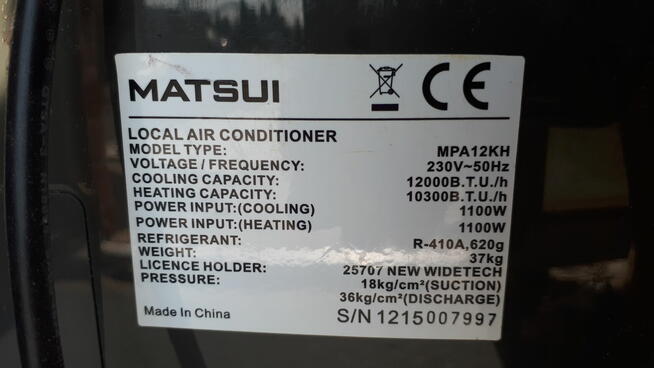 MATSUI
CE
LOCAL AIR CONDITIONER
MODEL TYPE: MPA12KH
VOLTAGE / FREQUENCY: 230V~50Hz
COOLING CAPACITY: 12000B.T.U./h
HEATING CAPACITY: 10300B.T.U./h
POWER INPUT:(COOLING) 1100W
POWER INPUT:(HEATING) 1100W
REFRIGERANT: R-410A,620g
WEIGHT: 37kg
LICENCE HOLDER: 25707 NEW WIDETECH
PRESSURE: 18kg/cm²(SUCTION)
36kg/cm²(DISCHARGE)
Made In China S/N 1215007997